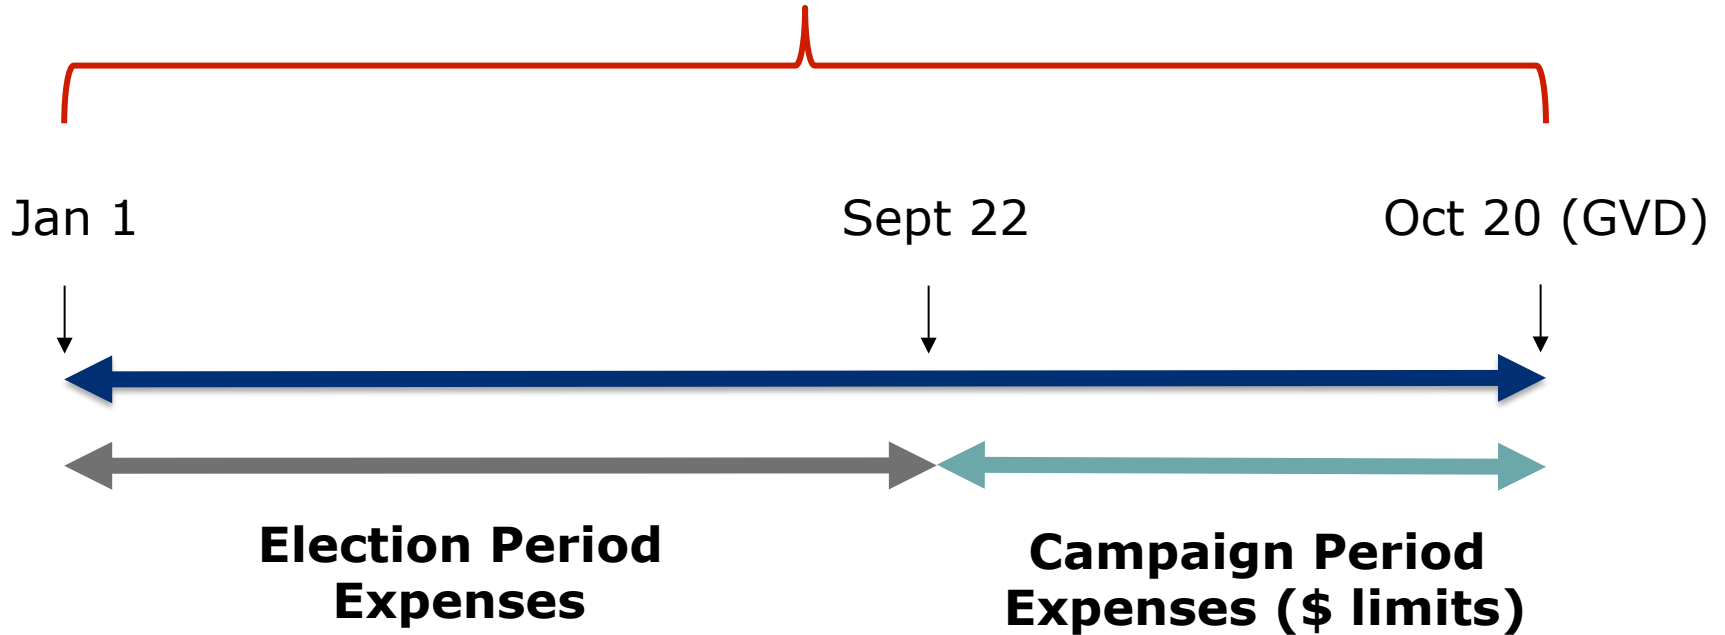 Jan 1
Sept 22
Oct 20 (GVD)
Election Period
Expenses
Campaign Period
Expenses ($ limits)